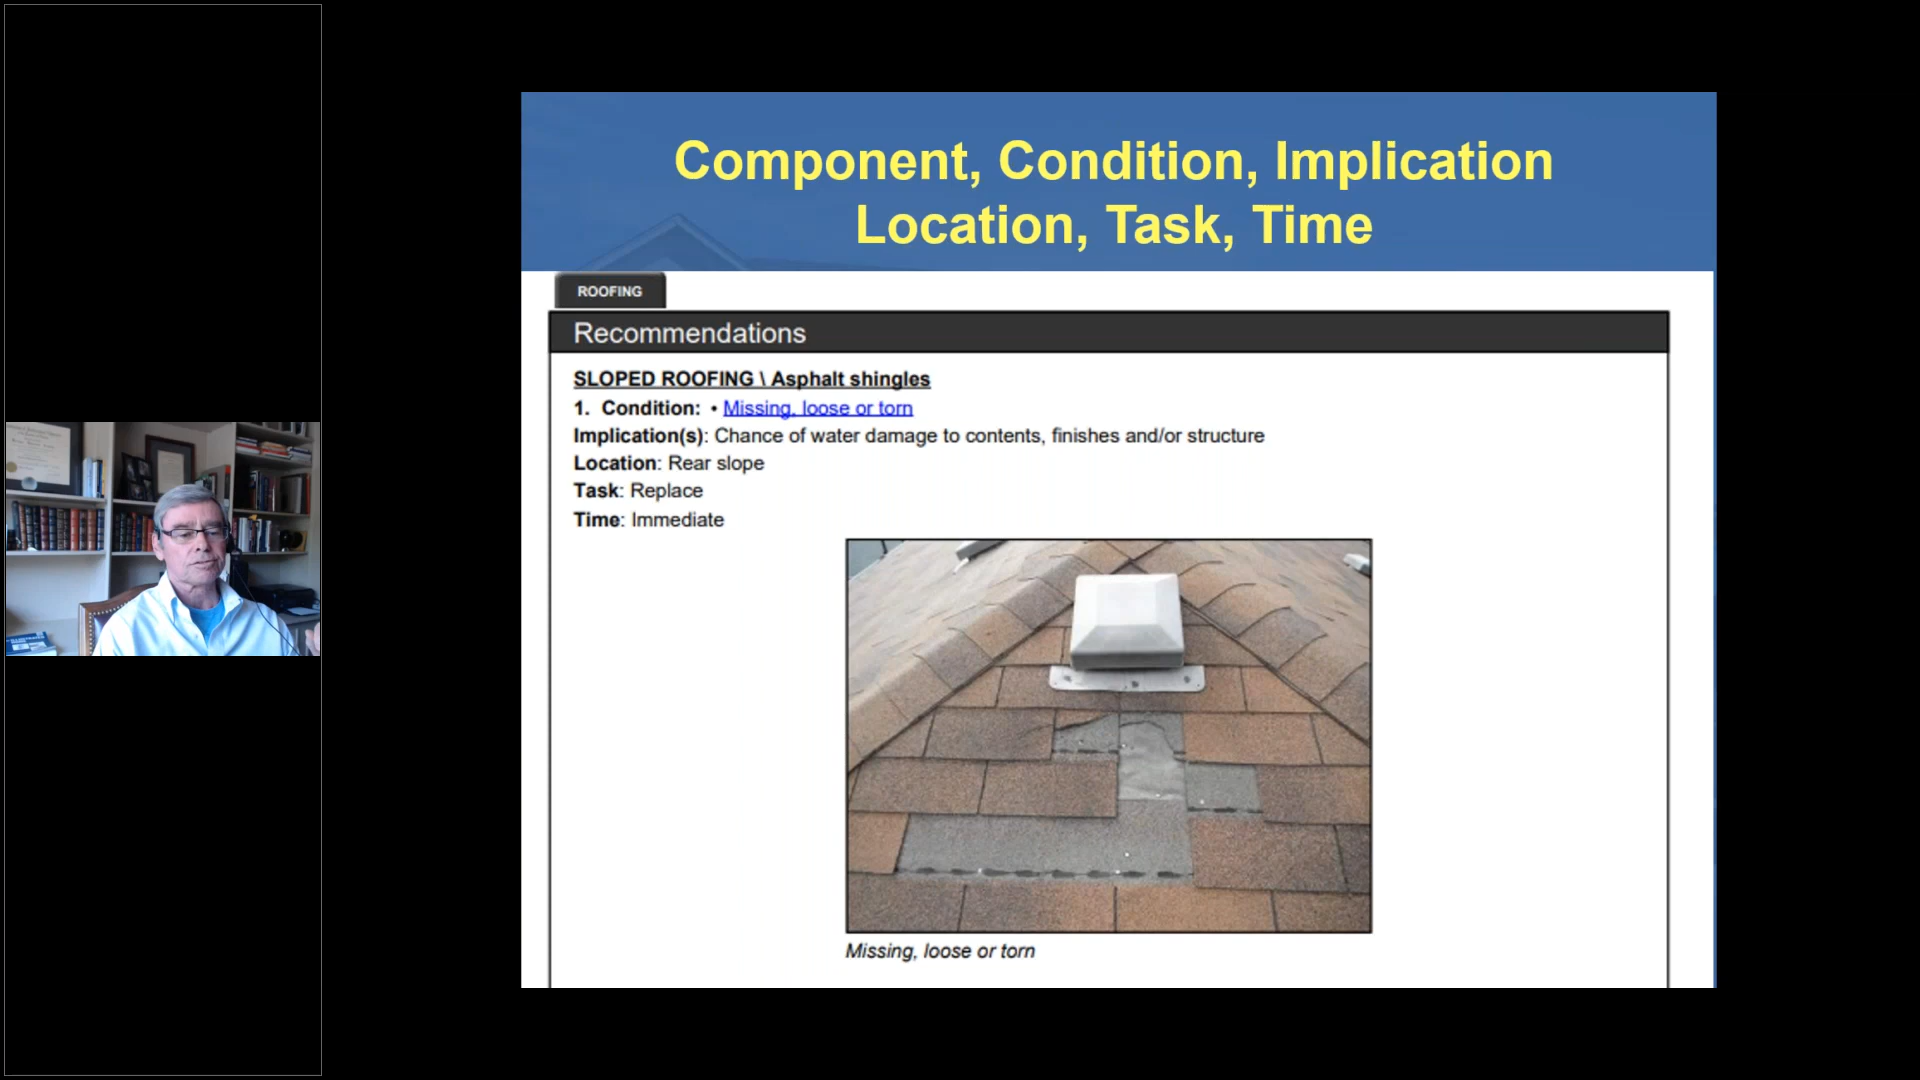 Component, Condition, Implication
Location, Task, Time
ROOFING
Recommendations
SLOPED ROOFING \ Asphalt shingles
1. Condition: • Missing, loose or torn
Implication(s): Chance of water damage to contents, finishes and/or structure
Location: Rear slope
Task: Replace
Time: Immediate
Missing, loose or torn